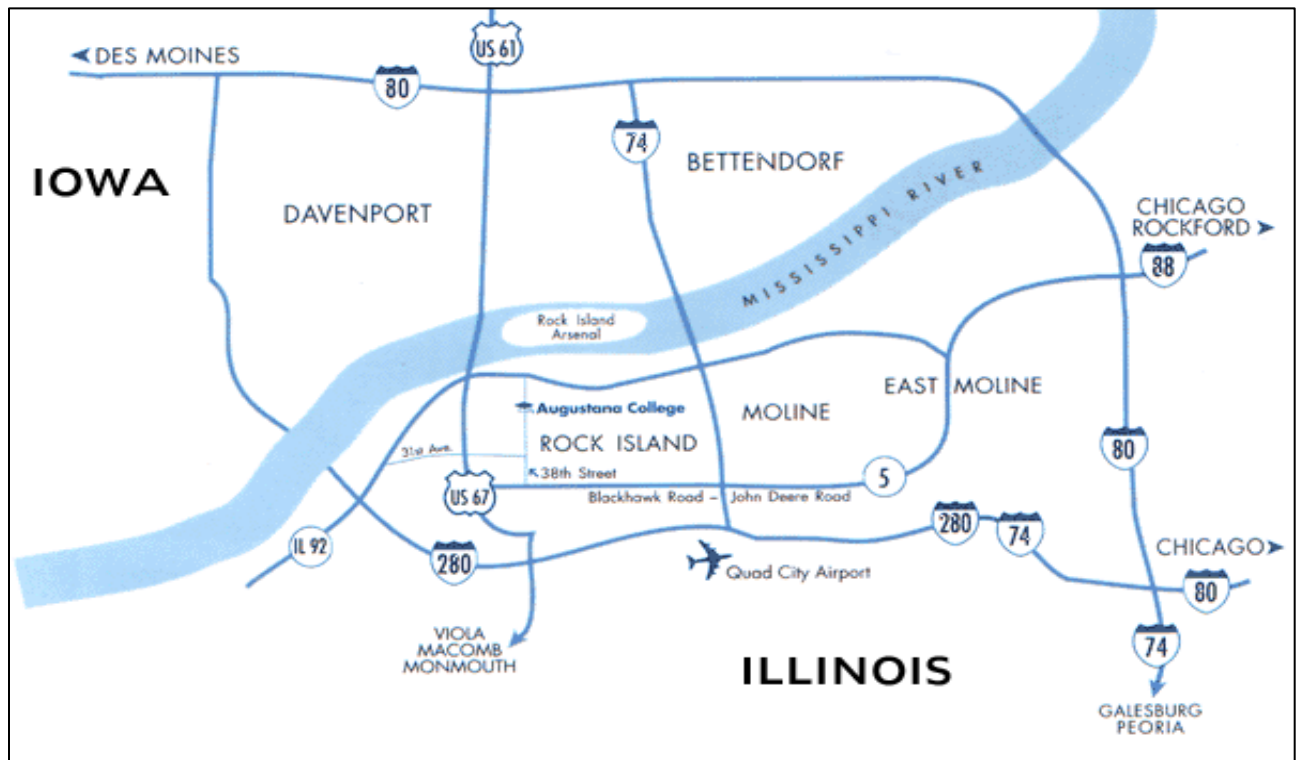 US 61
DES MOINES
80
74
BETTENDORF
IOWA
DAVENPORT
MISSISSIPPI RIVER
CHICAGO
ROCKFORD
88
Rock Island
Arsenal
EAST MOLINE
Augustana College
MOLINE
ROCK ISLAND
31st Ave.
38th Street
80
5
US 67
Blackhawk Road – John Deere Road
280
74
IL 92
280
CHICAGO
Quad City Airport
80
VIOLA
MACOMB
MONMOUTH
74
ILLINOIS
GALESBURG
PEORIA